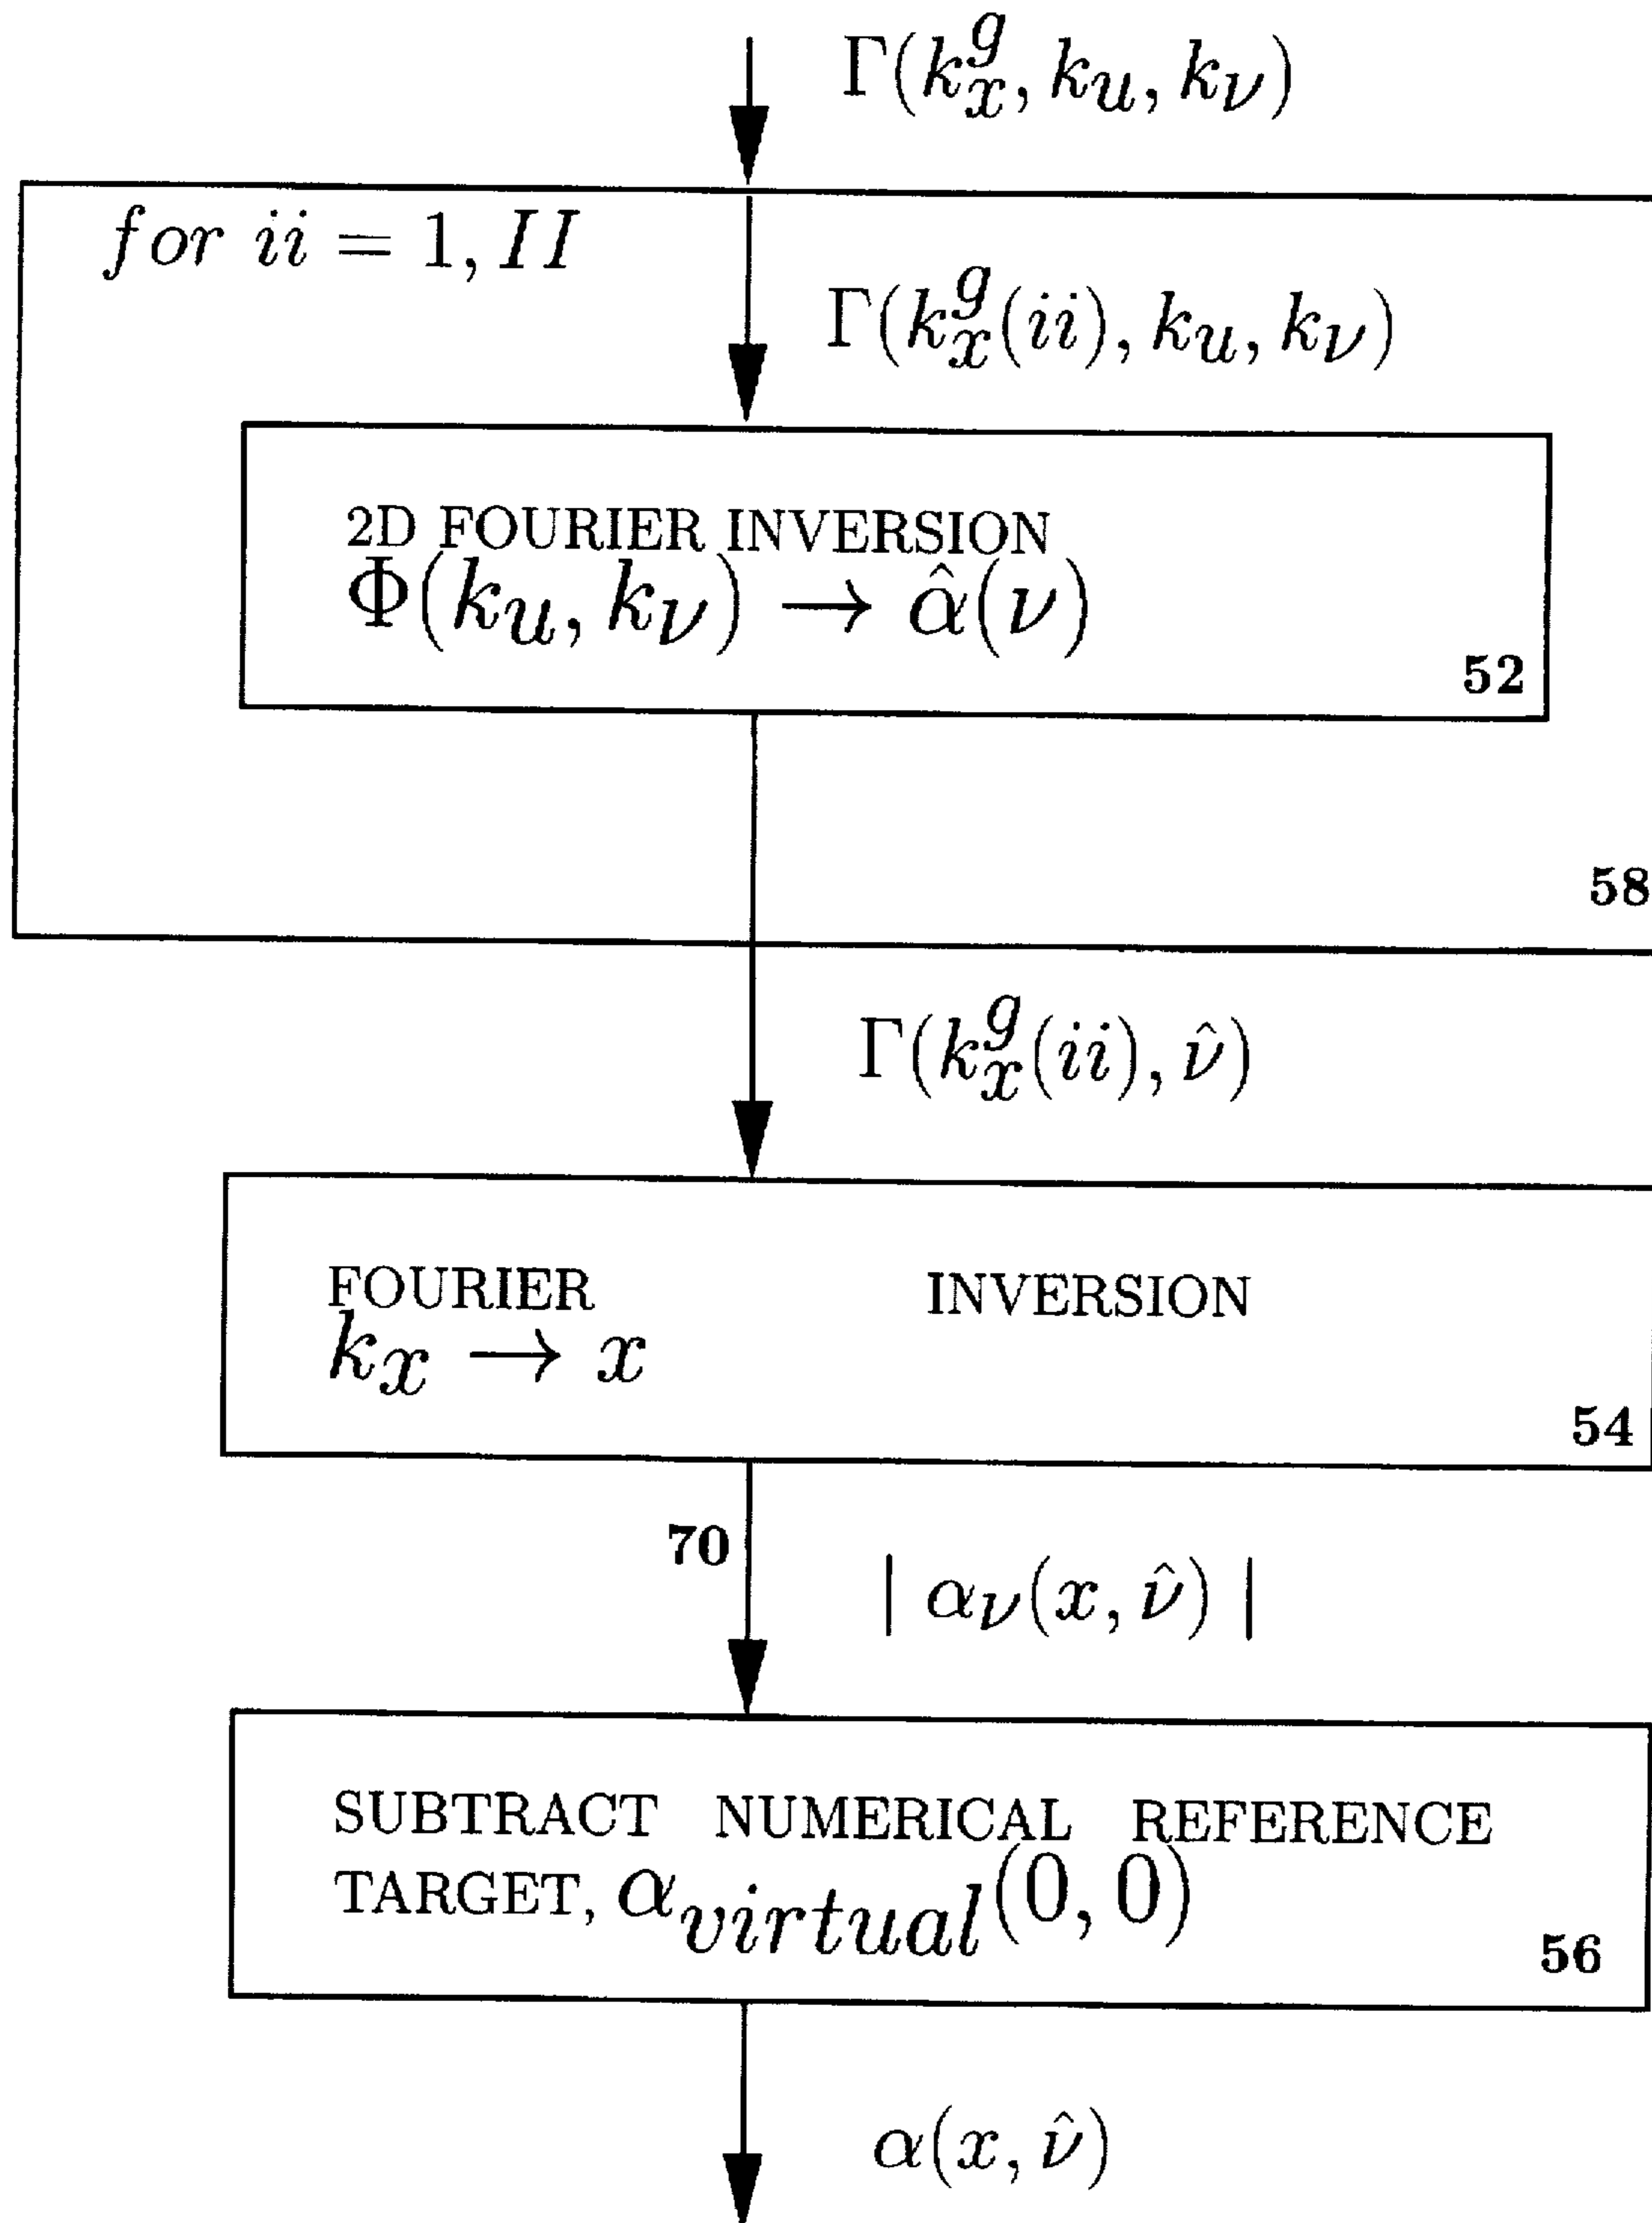 Γ(k_x^g, k_u, k_ν)
for ii = 1, II
Γ(k_x^g(ii), k_u, k_ν)
2D FOURIER INVERSION
Φ(k_u, k_ν) → α̂(ν)
52
58
Γ(k_x^g(ii), ν̂)
FOURIER INVERSION
k_x → x
54
70
| α_ν(x, ν̂) |
SUBTRACT NUMERICAL REFERENCE
TARGET, α_virtual(0, 0)
56
α(x, ν̂)